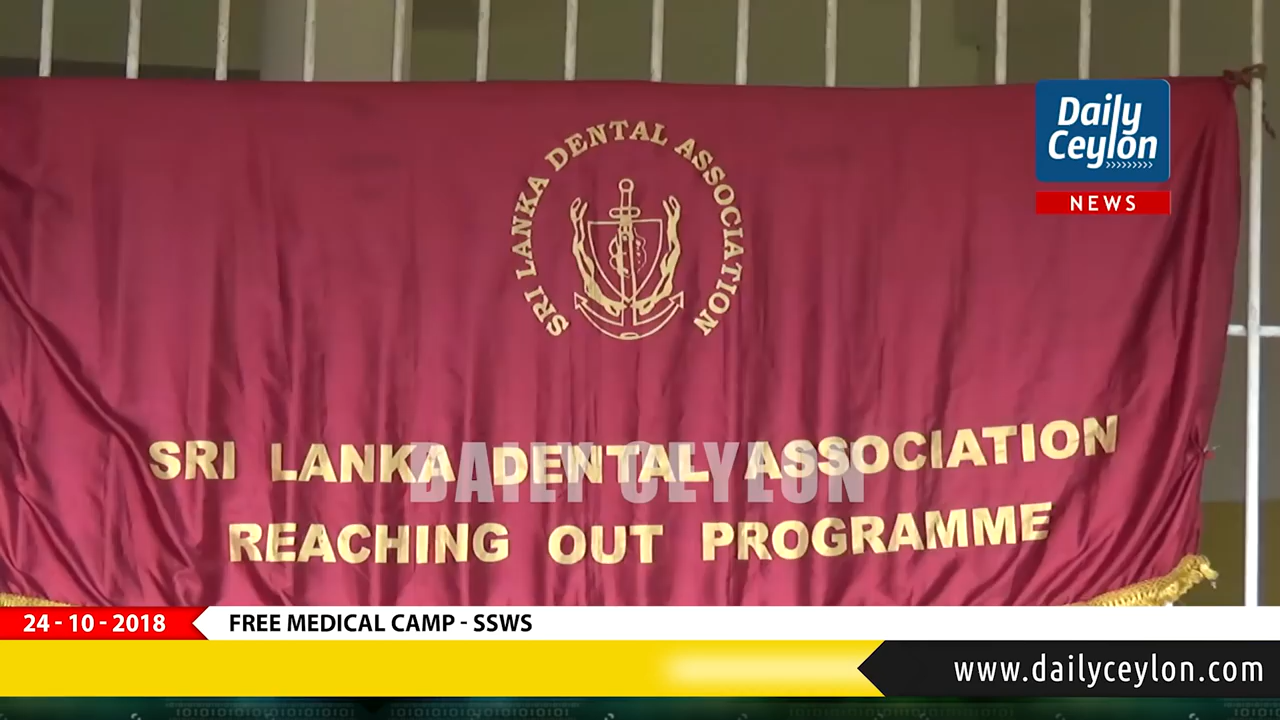 Daily
Ceylon
NEWS
SRI LANKA DENTAL ASSOCIATION
SRI LANKA DENTAL ASSOCIATION
DAILY CEYLON
REACHING OUT PROGRAMME
24 - 10 - 2018
FREE MEDICAL CAMP - SSWS
www.dailyceylon.com